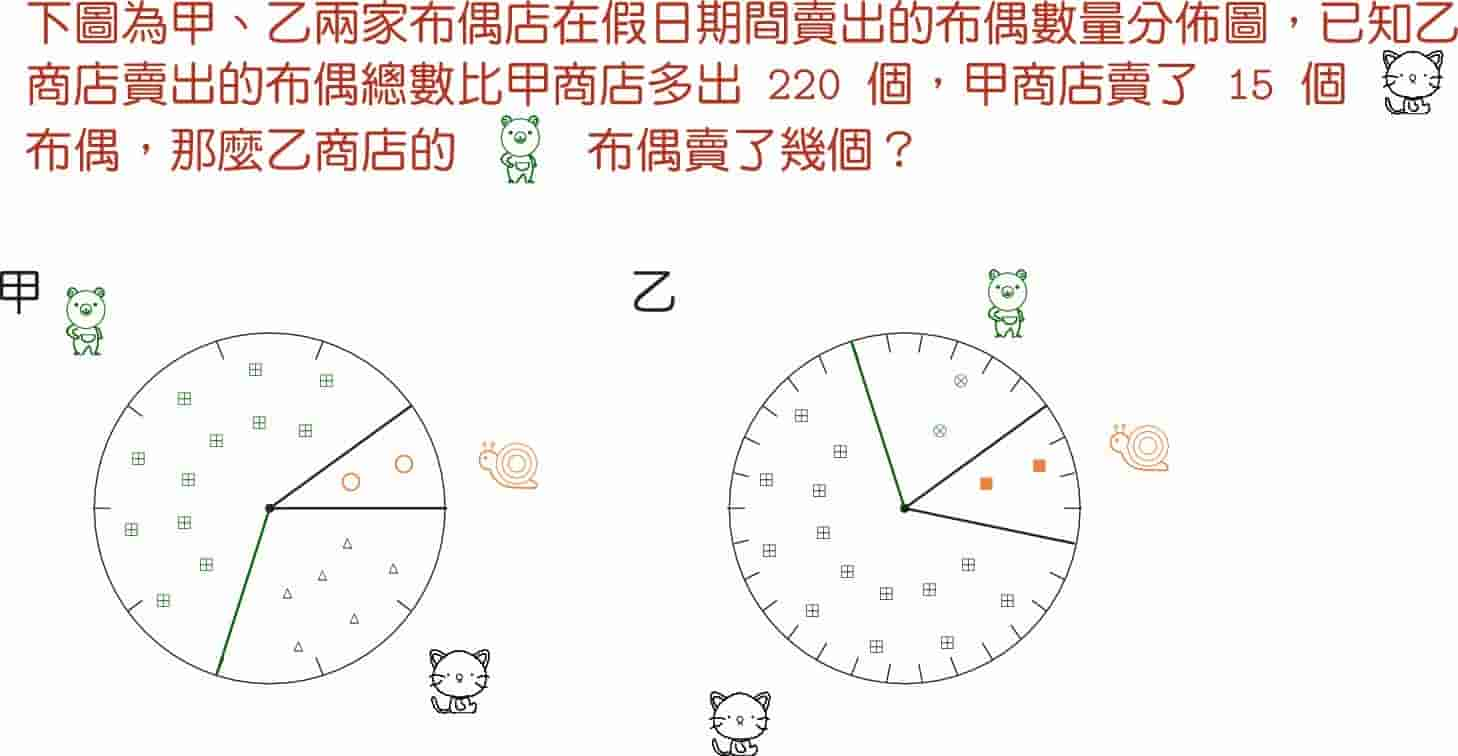 下圖為甲、乙兩家布偶店在假日期間賣出的布偶數量分佈圖，已知乙
商店賣出的布偶總數比甲商店多出 220 個，甲商店賣了 15 個
布偶，那麼乙商店的 布偶賣了幾個？
甲 乙